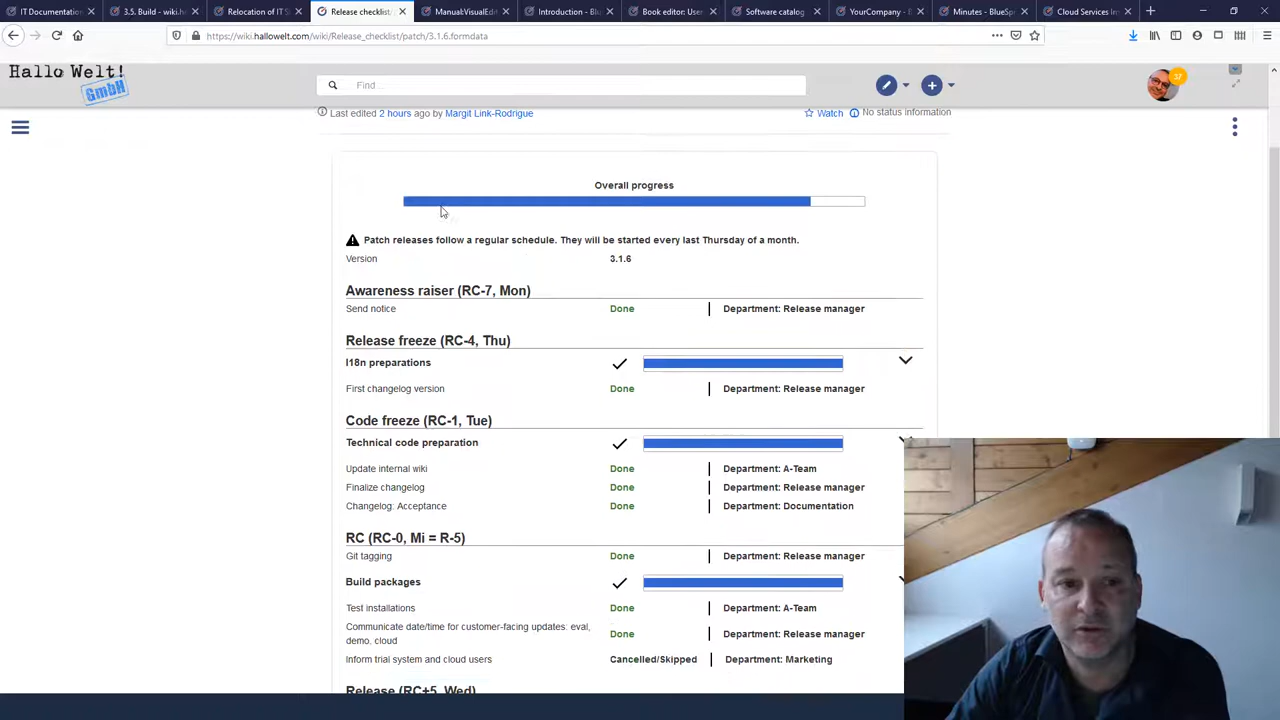 IT Documentation
3.5. Build - wiki.he
Relocation of IT S
Release checklist
Manual:VisualEdit
Introduction - Blu
Book editor: User
Software catalog
YourCompany - B
Minutes – BlueSp
Cloud Services In
https://wiki.hallowelt.com/wiki/Release_checklist/patch/3.1.6.formdata
Hallo Welt!
GmbH
Find...
37
Last edited 2 hours ago by Margit Link-Rodrigue
Watch
No status information
Overall progress
Patch releases follow a regular schedule. They will be started every last Thursday of a month.
Version 3.1.6
Awareness raiser (RC-7, Mon)
Send notice Done Department: Release manager
Release freeze (RC-4, Thu)
I18n preparations
First changelog version Done Department: Release manager
Code freeze (RC-1, Tue)
Technical code preparation
Update internal wiki Done Department: A-Team
Finalize changelog Done Department: Release manager
Changelog: Acceptance Done Department: Documentation
RC (RC-0, Mi = R-5)
Git tagging Done Department: Release manager
Build packages
Test installations Done Department: A-Team
Communicate date/time for customer-facing updates: eval,
demo, cloud Done Department: Release manager
Inform trial system and cloud users Cancelled/Skipped Department: Marketing
Release (RC+5, Wed)